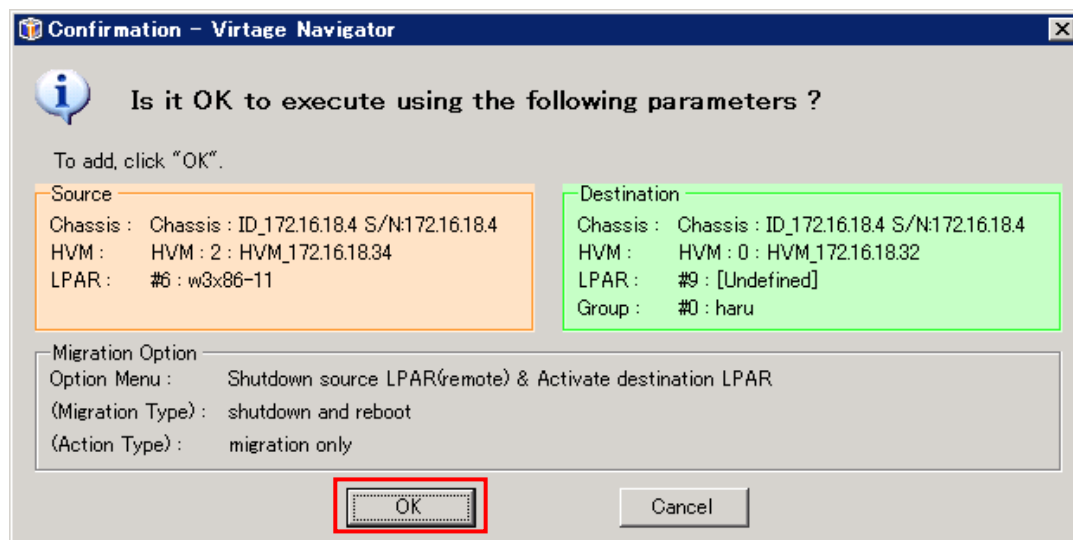 Confirmation - Virtage Navigator
Is it OK to execute using the following parameters ?
To add, click "OK".
Source
Chassis : Chassis : ID_172.16.18.4 S/N:172.16.18.4
HVM : HVM : 2 : HVM_172.16.18.34
LPAR : #6 : w3x86-11
Destination
Chassis : Chassis : ID_172.16.18.4 S/N:172.16.18.4
HVM : HVM : 0 : HVM_172.16.18.32
LPAR : #9 : [Undefined]
Group : #0 : haru
Migration Option
Option Menu : Shutdown source LPAR(remote) & Activate destination LPAR
(Migration Type) : shutdown and reboot
(Action Type) : migration only
OK Cancel